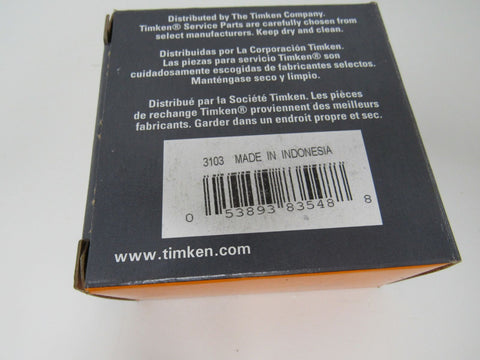 Distributed by The Timken Company.
Timken® Service Parts are carefully chosen from
select manufacturers. Keep dry and clean.
Distribuidas por La Corporación Timken.
Las piezas para servicio Timken® son
cuidadosamente escogidas de fabricantes selectos.
Manténgase seco y limpio.
Distribué par la Société Timken. Les pièces
de rechange Timken® proviennent des meilleurs
fabricants. Garder dans un endroit propre et sec.
3103 MADE IN INDONESIA
0 53893 83548 8
www.timken.com